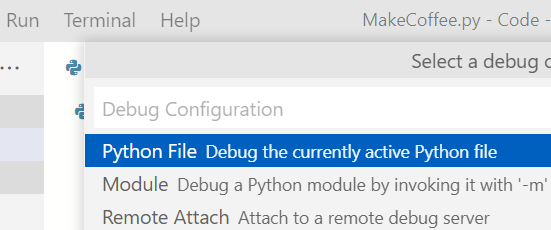 Run Terminal Help MakeCoffee.py - Code -
Select a debug
Debug Configuration
Python File Debug the currently active Python file
Module Debug a Python module by invoking it with '-m'
Remote Attach Attach to a remote debug server